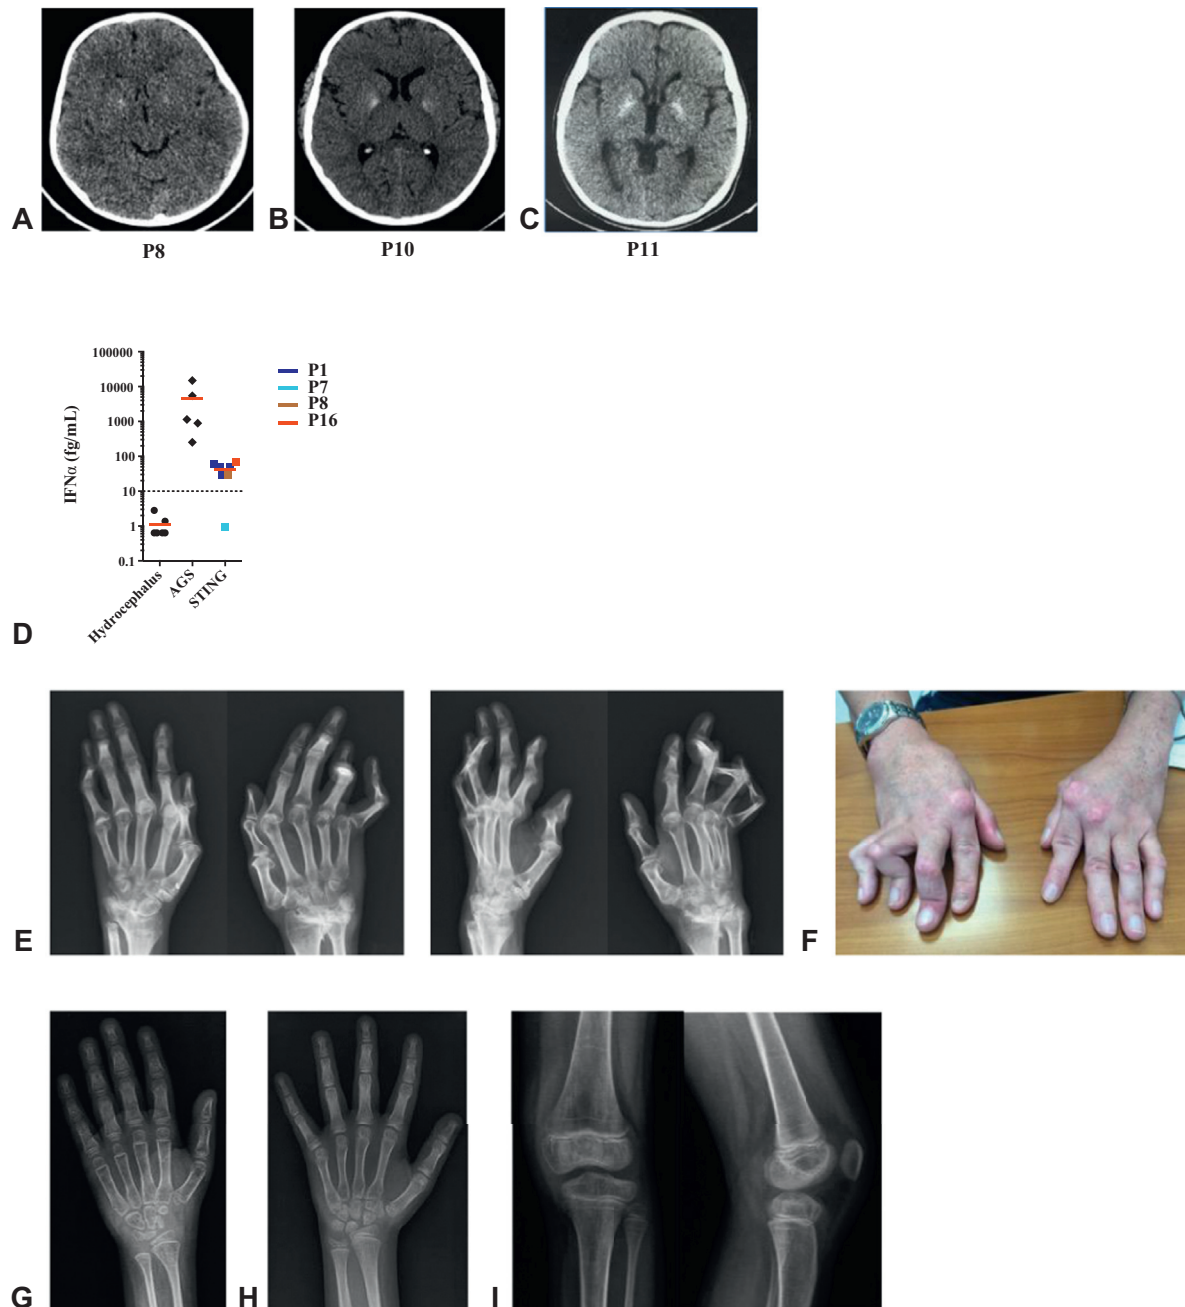 A
B
C
P8
P10
P11
IFNα (fg/mL)
100000
10000
1000
100
10
1
0.1
Hydrocephalus
AGS
STING
P1
P7
P8
P16
D
E
F
G
H
I